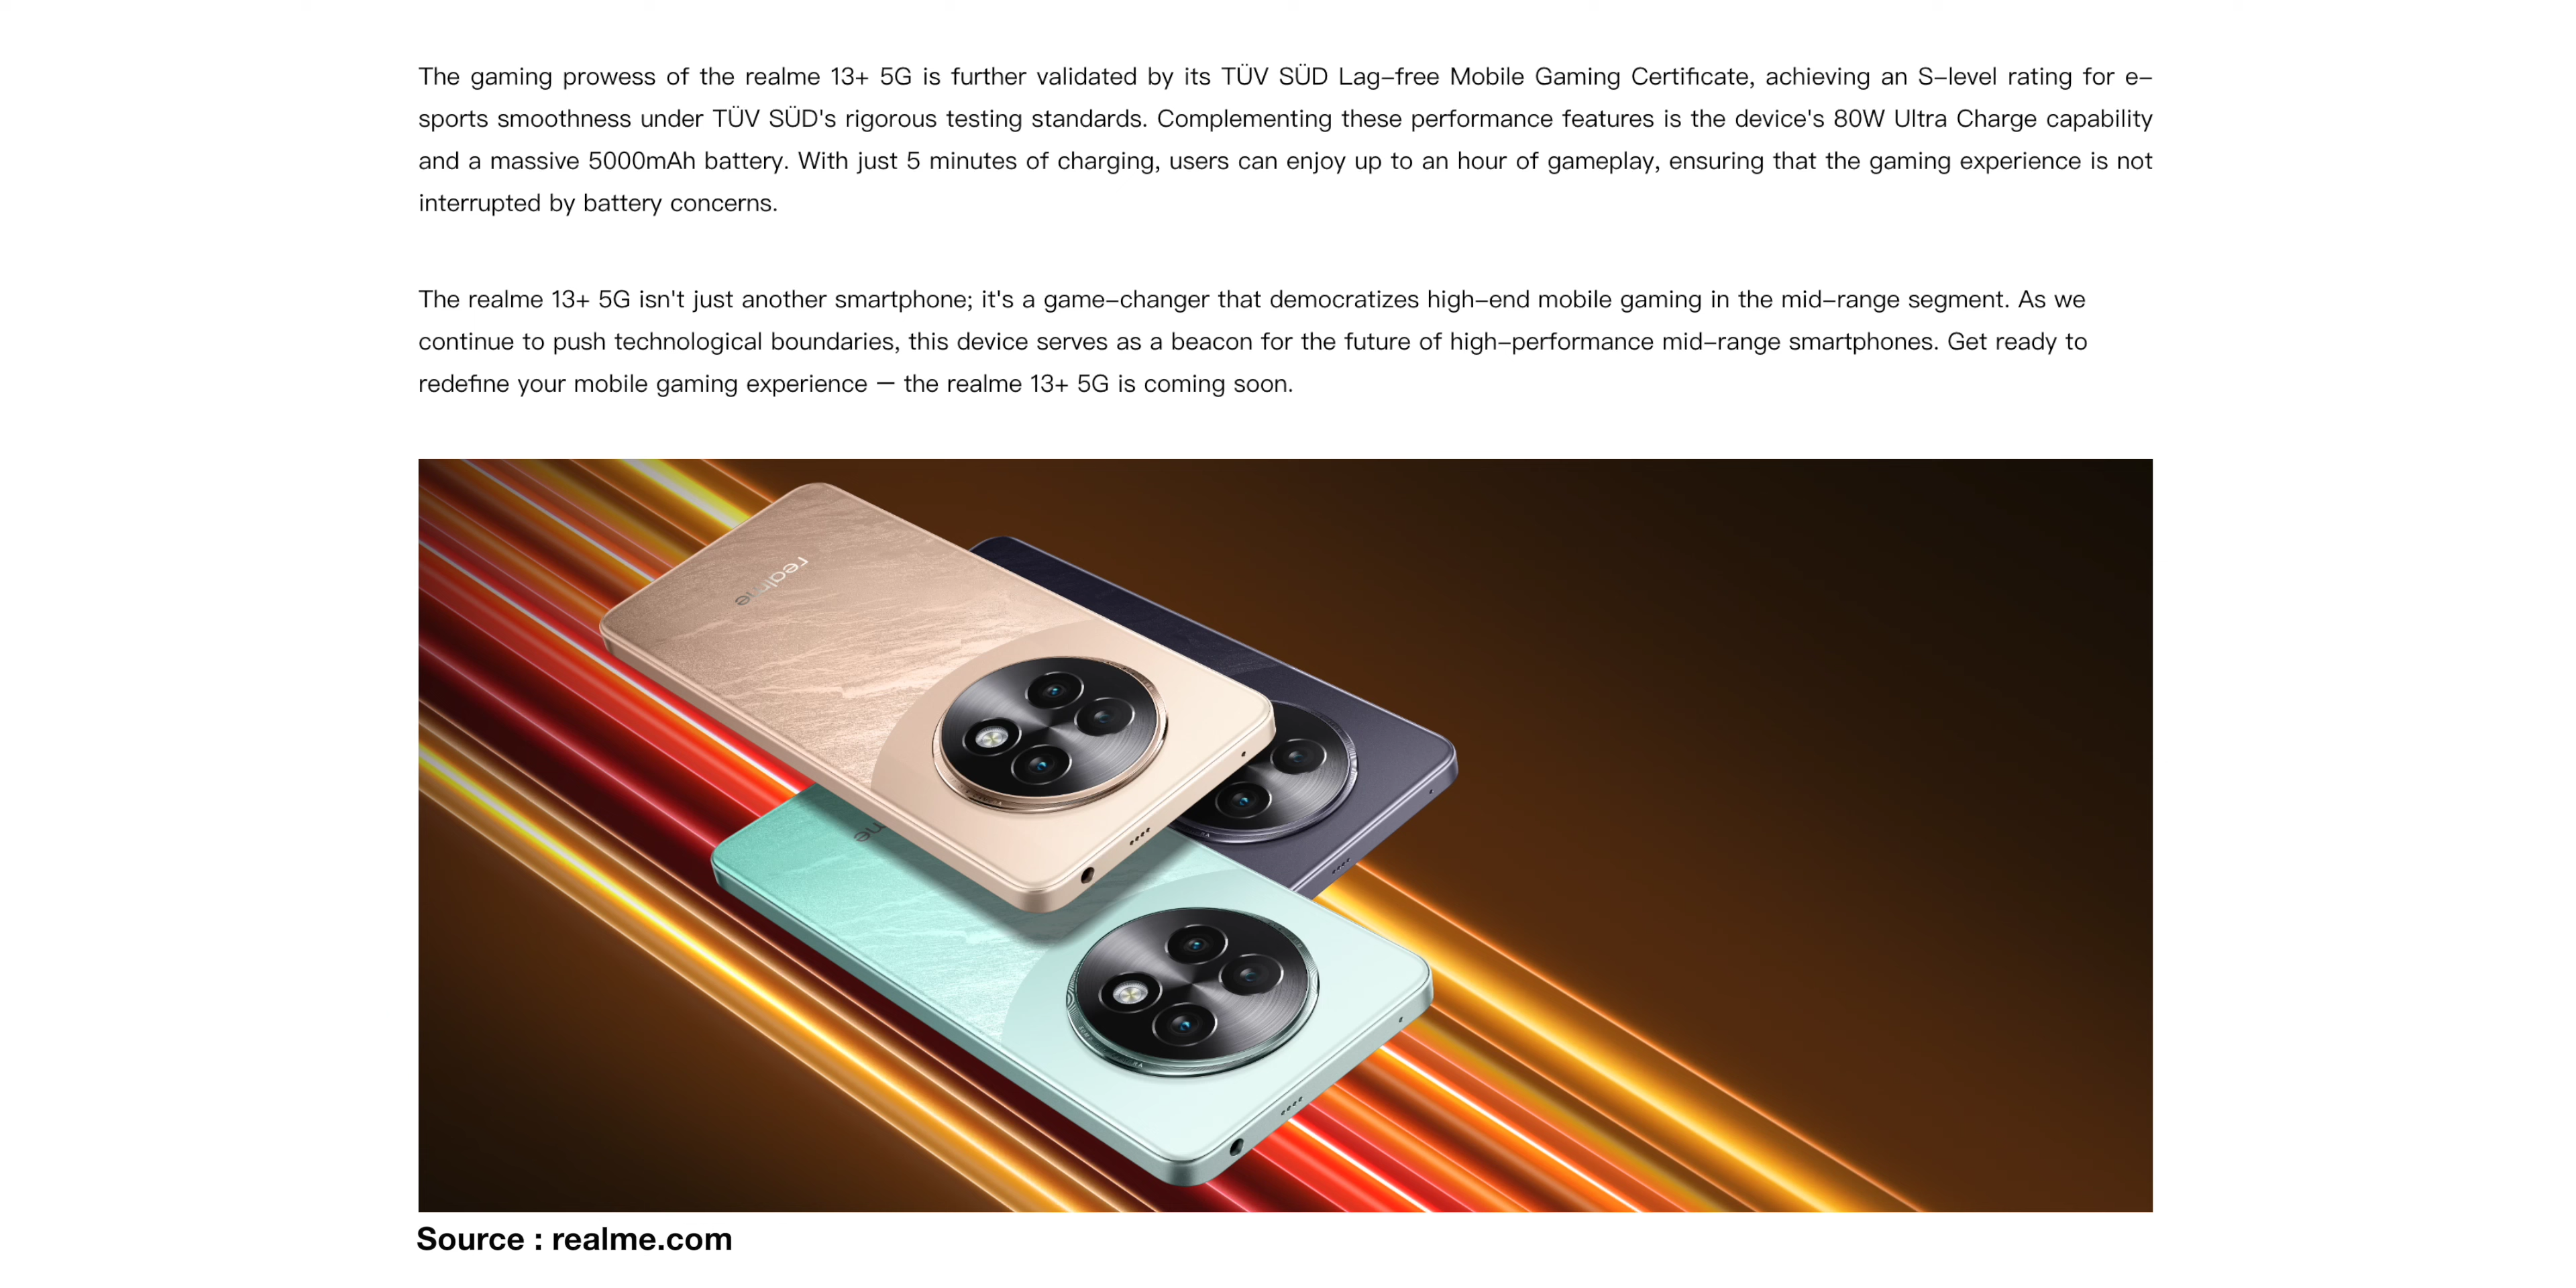 The gaming prowess of the realme 13+ 5G is further validated by its TÜV SÜD Lag-free Mobile Gaming Certificate, achieving an S-level rating for e-
sports smoothness under TÜV SÜD's rigorous testing standards. Complementing these performance features is the device's 80W Ultra Charge capability
and a massive 5000mAh battery. With just 5 minutes of charging, users can enjoy up to an hour of gameplay, ensuring that the gaming experience is not
interrupted by battery concerns.
The realme 13+ 5G isn't just another smartphone; it's a game-changer that democratizes high-end mobile gaming in the mid-range segment. As we
continue to push technological boundaries, this device serves as a beacon for the future of high-performance mid-range smartphones. Get ready to
redefine your mobile gaming experience — the realme 13+ 5G is coming soon.
realme
me
Source : realme.com